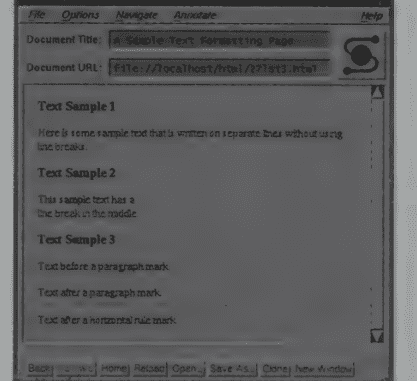 File Options Navigate Annotate Help
Document Title: A Sample Text Formatting Page
Document URL:
Text Sample 1
Here is some sample text that is written on separate lines without using
line breaks.
Text Sample 2
This sample text has a
line break in the middle.
Text Sample 3
Text before a paragraph mark.
Text after a paragraph mark.
Text after a horizontal rule mark.
Back Home Reload Open... Save As... Clone New Window